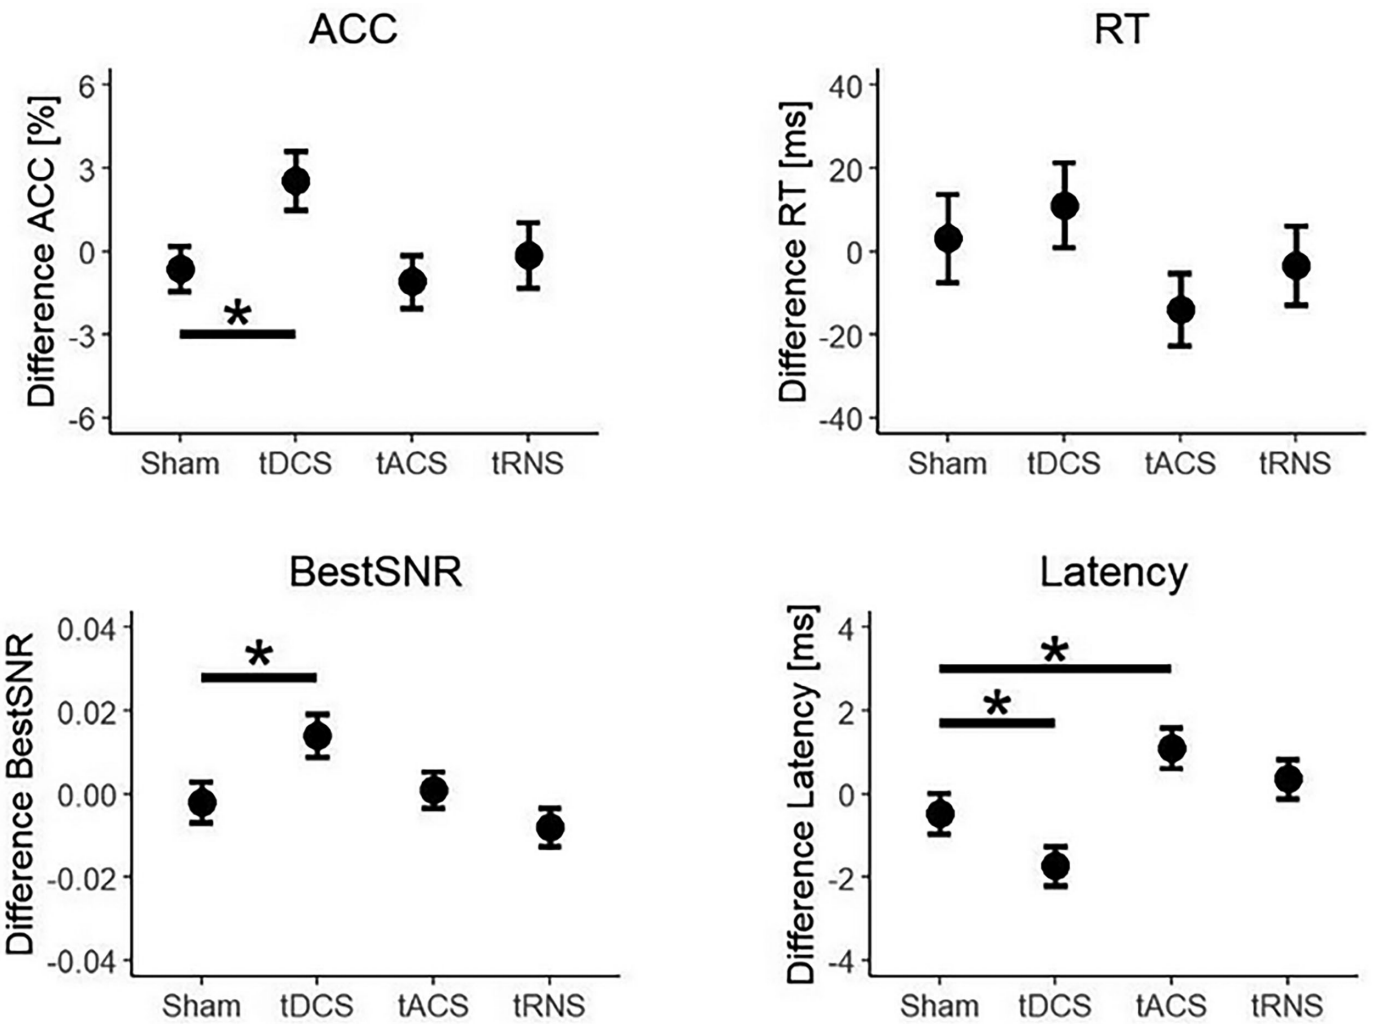 ACC
Difference ACC [%]
6
3
0
-3
-6
*
Sham tDCS tACS tRNS
RT
Difference RT [ms]
40
20
0
-20
-40
Sham tDCS tACS tRNS
BestSNR
Difference BestSNR
0.04
0.02
0.00
-0.02
-0.04
*
Sham tDCS tACS tRNS
Latency
Difference Latency [ms]
4
2
0
-2
-4
*
*
Sham tDCS tACS tRNS